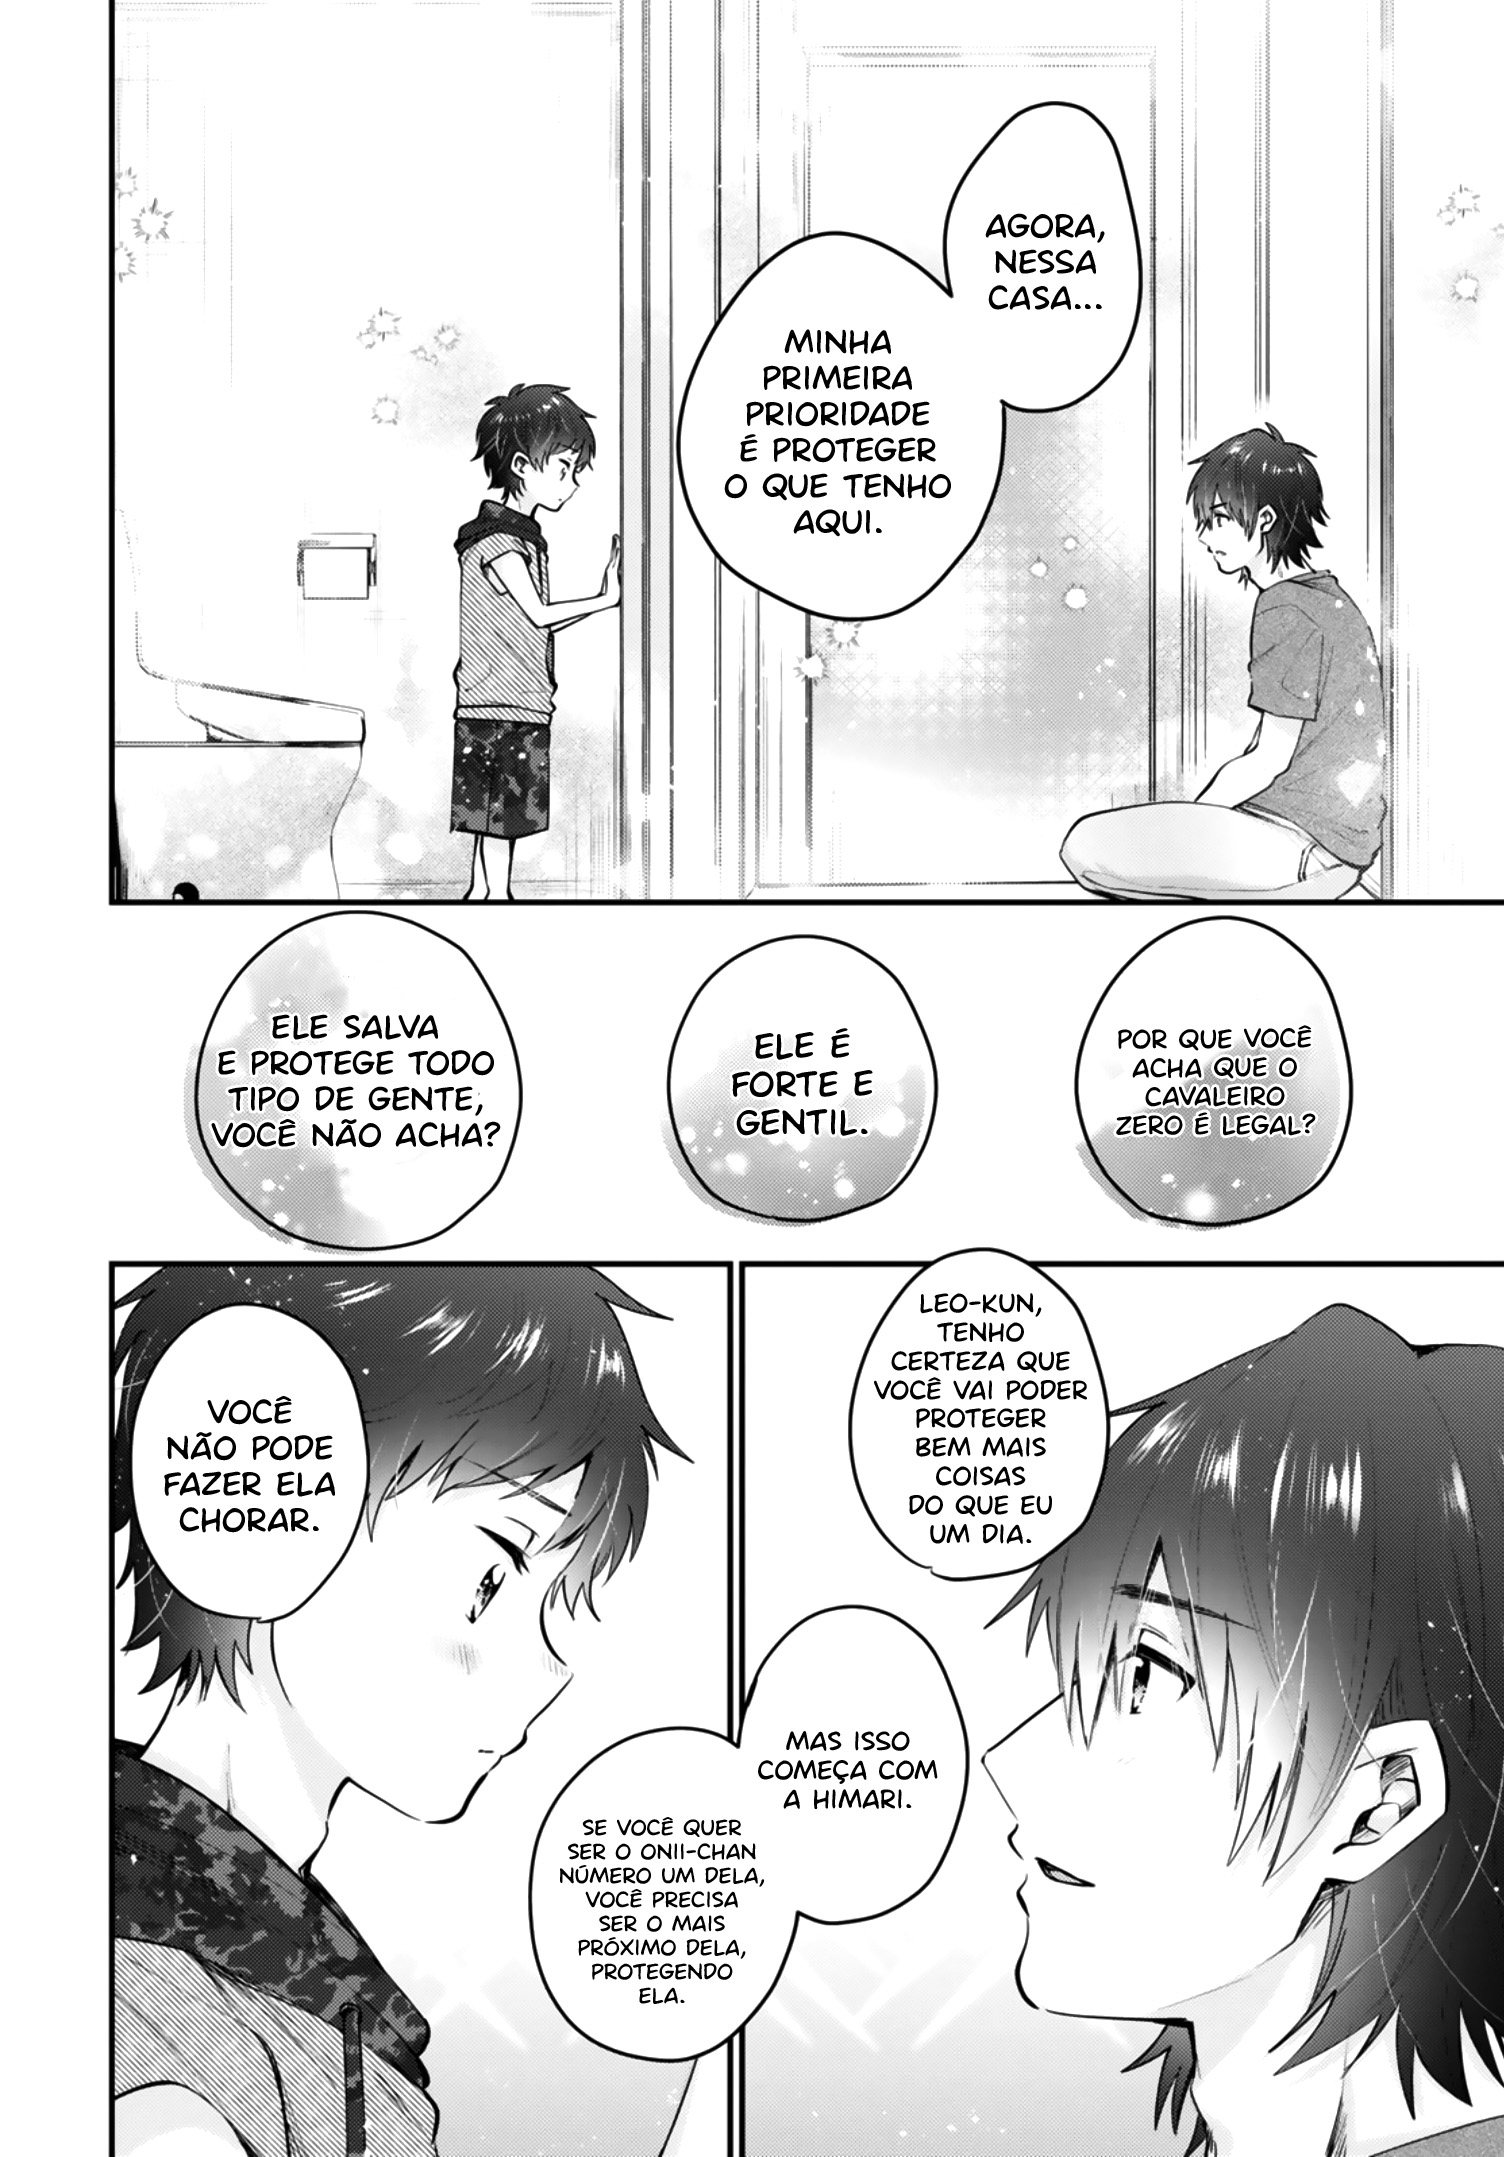 AGORA,
NESSA
CASA...
MINHA
PRIMEIRA
PRIORIDADE
É PROTEGER
O QUE TENHO
AQUI.
POR QUE VOCÊ
ACHA QUE O
CAVALEIRO
ZERO É LEGAL?
ELE É
FORTE E
GENTIL.
ELE SALVA
E PROTEGE TODO
TIPO DE GENTE,
VOCÊ NÃO ACHA?
LEO-KUN,
TENHO
CERTEZA QUE
VOCÊ VAI PODER
PROTEGER
BEM MAIS
COISAS
DO QUE EU
UM DIA.
MAS ISSO
COMEÇA COM
A HIMARI.
SE VOCÊ QUER
SER O ONII-CHAN
NÚMERO UM DELA,
VOCÊ PRECISA
SER O MAIS
PRÓXIMO DELA,
PROTEGENDO
ELA.
VOCÊ
NÃO PODE
FAZER ELA
CHORAR.